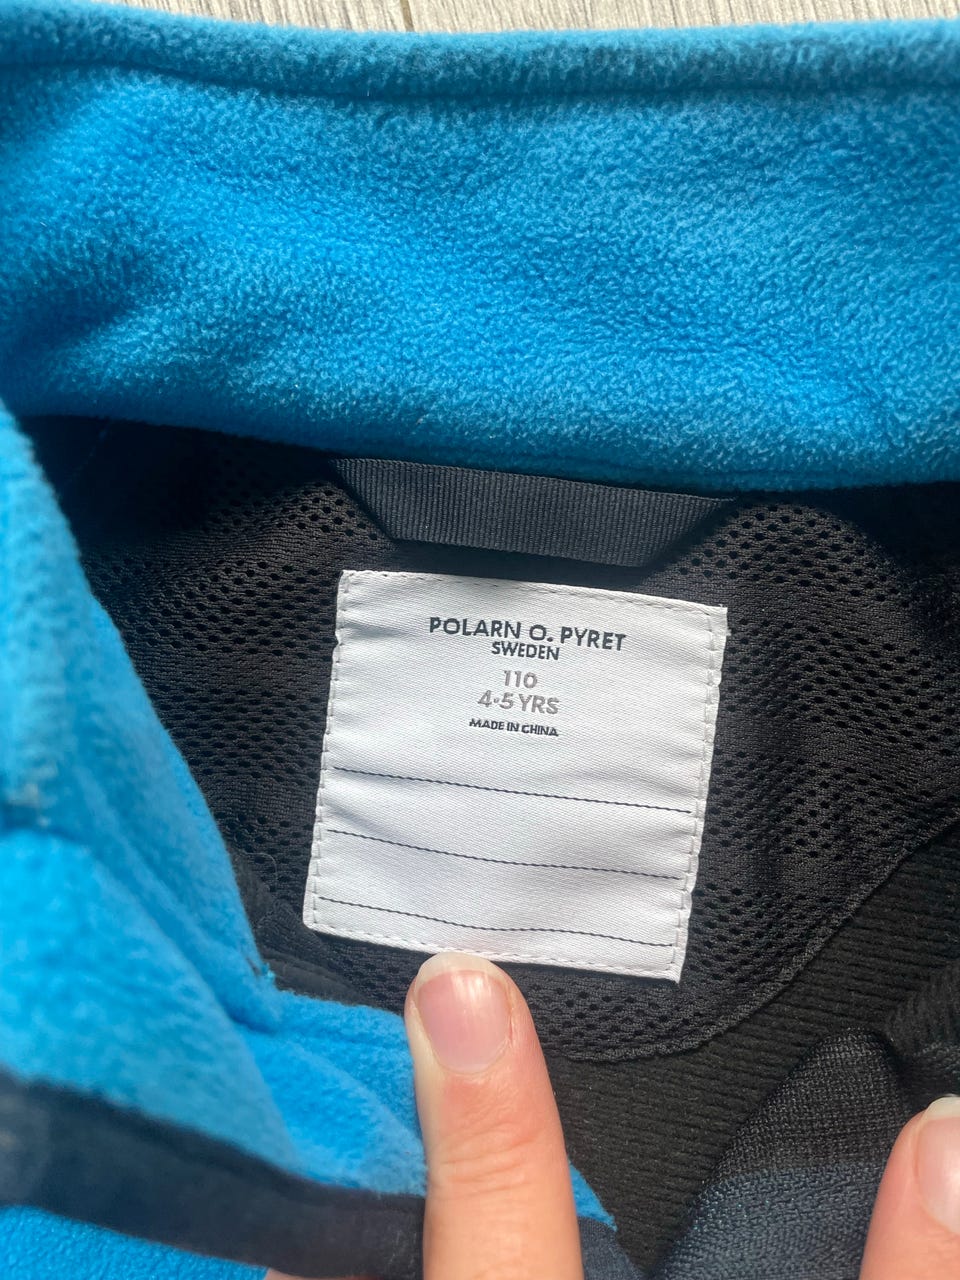 POLARN O. PYRET
SWEDEN
110
4-5 YRS
MADE IN CHINA